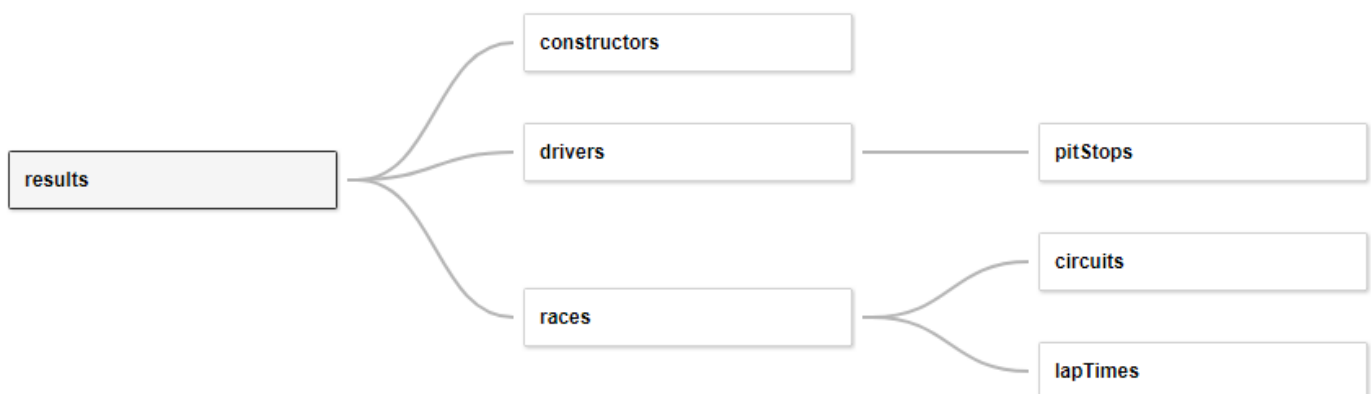 constructors
drivers
pitStops
results
circuits
races
lapTimes